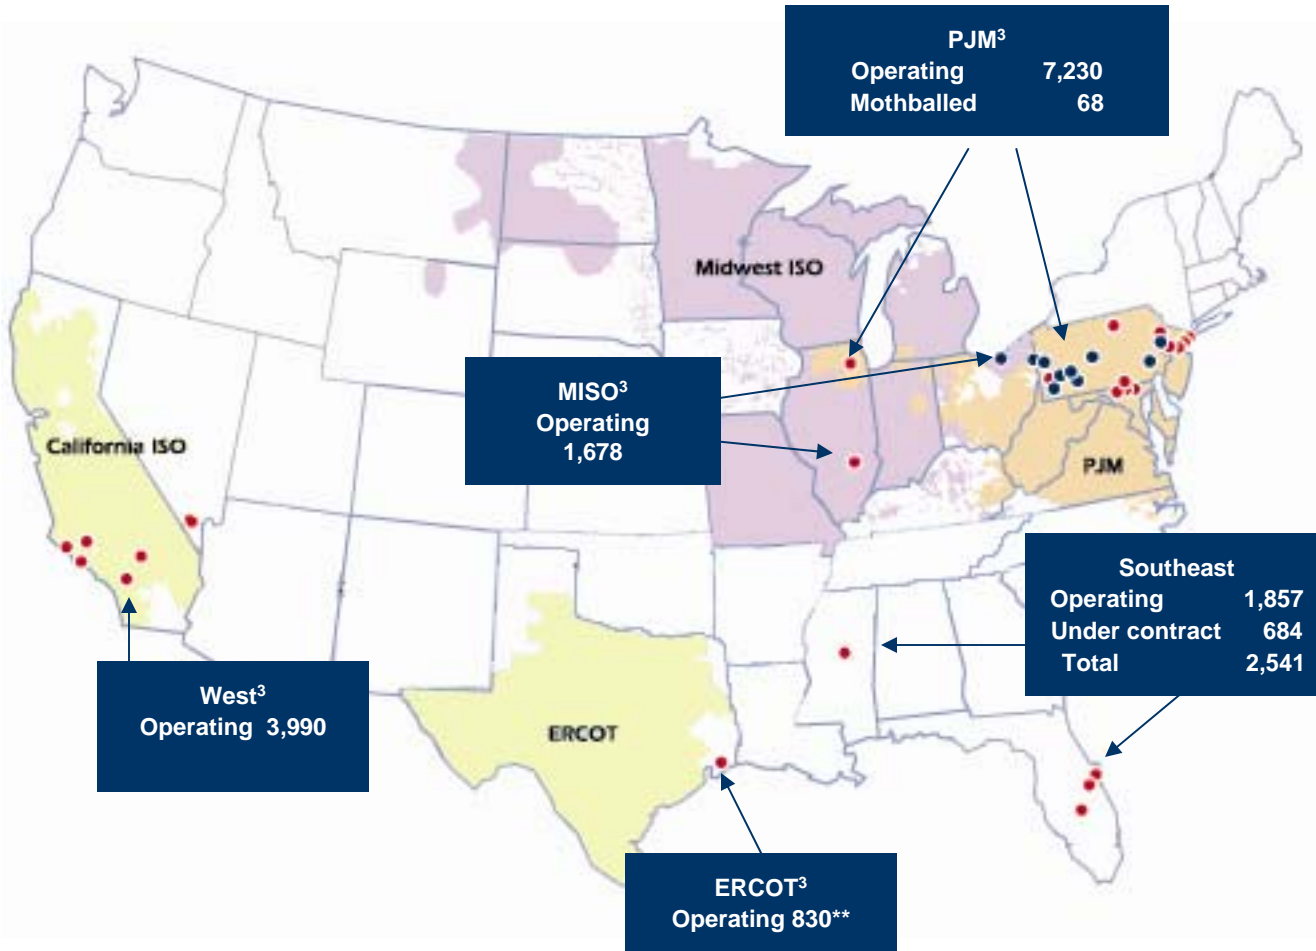 PJM3
Operating 7,230
Mothballed 68
Midwest ISO
MISO3
Operating
1,678
California ISO
PJM
Southeast
Operating 1,857
Under contract 684
Total 2,541
West3
Operating 3,990
ERCOT
ERCOT3
Operating 830**